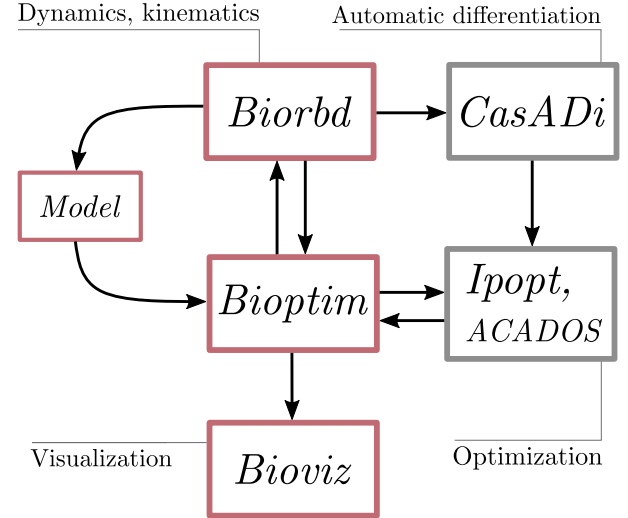 Dynamics, kinematics
Automatic differentiation
Biorbd
CasADi
Model
Bioptim
Ipopt,
ACADOS
Visualization
Bioviz
Optimization